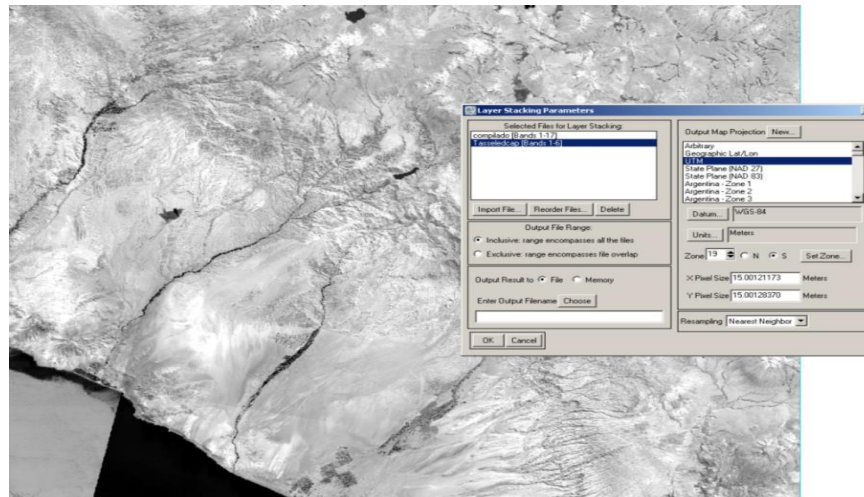 Layer Stacking Parameters
Selected Files for Layer Stacking:
compilado [Bands 1-17]
Tasseledcap [Bands 1-6]
Import File... Reorder Files... Delete
Output File Range:
Inclusive: range encompasses all the files
Exclusive: range encompasses file overlap
Output Result to File Memory
Enter Output Filename Choose
OK Cancel
Output Map Projection New...
Arbitrary
Geographic Lat/Lon
UTM
State Plane (NAD 27)
State Plane (NAD 83)
Argentina - Zone 1
Argentina - Zone 2
Argentina - Zone 3
Datum... WGS-84
Units... Meters
Zone 19 N S Set Zone...
X Pixel Size 15.00121173 Meters
Y Pixel Size 15.00128370 Meters
Resampling Nearest Neighbor